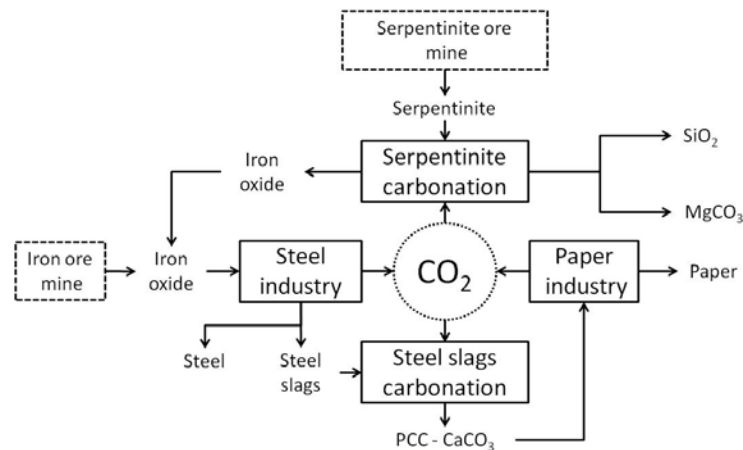 Serpentinite ore
mine
Serpentinite
Serpentinite
carbonation
Iron
oxide
SiO₂
MgCO₃
Iron ore
mine
Iron
oxide
Steel
industry
CO₂
Paper
industry
Paper
Steel
Steel
slags
Steel slags
carbonation
PCC - CaCO₃